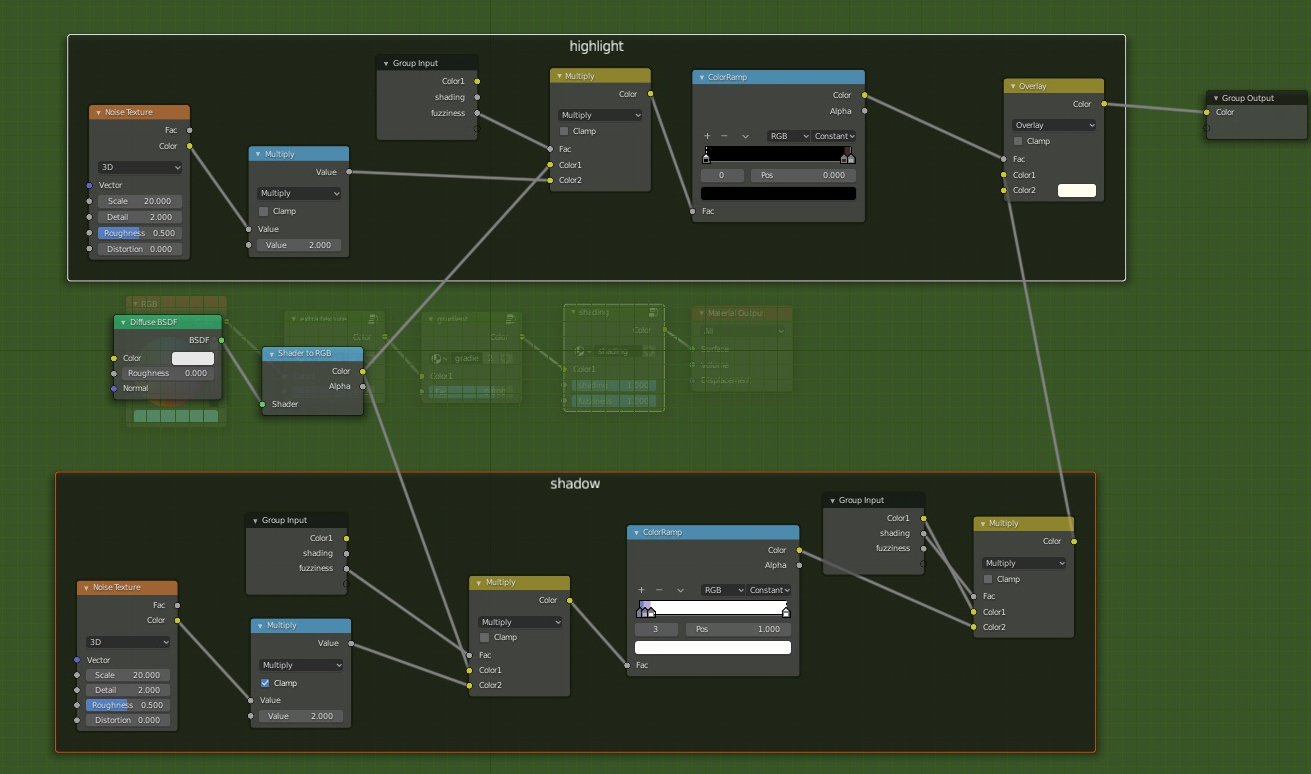 highlight
Group Input
Color1
shading
fuzziness
Multiply
Color
Multiply
Clamp
Fac
Color1
Color2
ColorRamp
Color
Alpha
RGB
Constant
0
Pos 0.000
Fac
Overlay
Color
Overlay
Clamp
Fac
Color1
Color2
Group Output
Color
Noise Texture
Fac
Color
3D
Vector
Scale 20.000
Detail 2.000
Roughness 0.500
Distortion 0.000
Multiply
Value
Multiply
Clamp
Value
Value 2.000
RGB
Diffuse BSDF
BSDF
Color
Roughness 0.000
Normal
Shader to RGB
Color
Alpha
Shader
gradient
Color
gradie
Color1
shading
Color
shading
Color1
shading 1.000
fuzziness 1.000
Material Output
All
Surface
Volume
Displacement
shadow
Group Input
Color1
shading
fuzziness
Noise Texture
Fac
Color
3D
Vector
Scale 20.000
Detail 2.000
Roughness 0.500
Distortion 0.000
Multiply
Value
Multiply
Clamp
Value
Value 2.000
Multiply
Color
Multiply
Clamp
Fac
Color1
Color2
ColorRamp
Color
Alpha
RGB
Constant
3
Pos 1.000
Fac
Group Input
Color1
shading
fuzziness
Multiply
Color
Multiply
Clamp
Fac
Color1
Color2